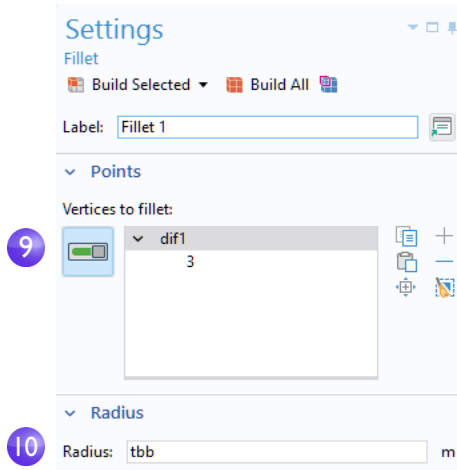 Settings
Fillet
Build Selected Build All
Label: Fillet 1
Points
Vertices to fillet:
9
dif1
3
Radius
10 Radius: tbb m